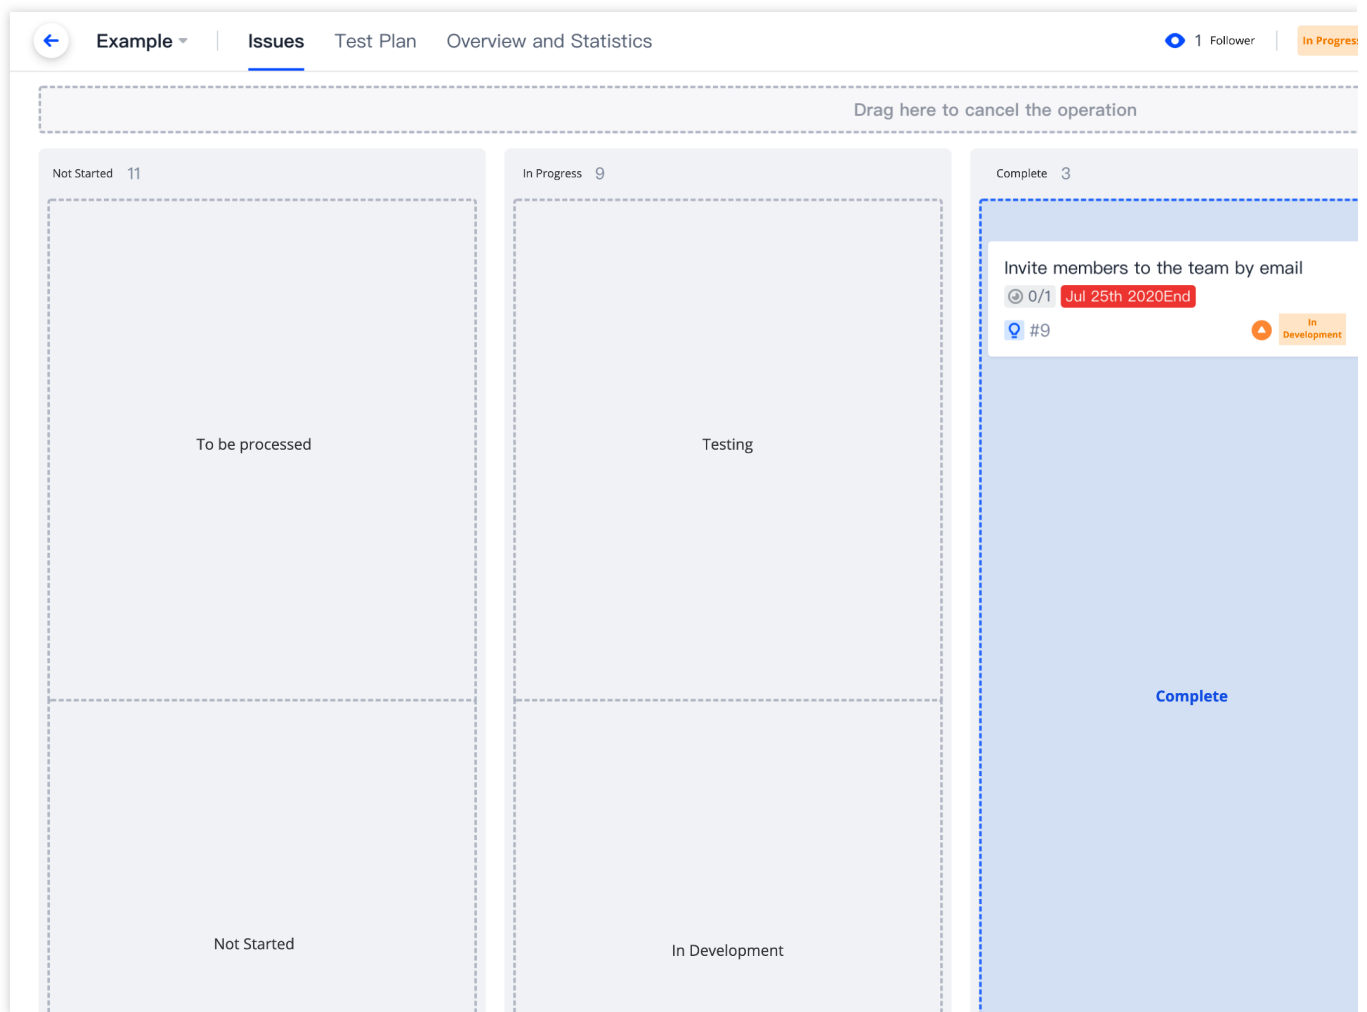 Example
Issues
Test Plan
Overview and Statistics
1 Follower
In Progress
Drag here to cancel the operation
Not Started 11
In Progress 9
Complete 3
Invite members to the team by email
0/1 Jul 25th 2020End
#9
In
Development
To be processed
Testing
Complete
Not Started
In Development